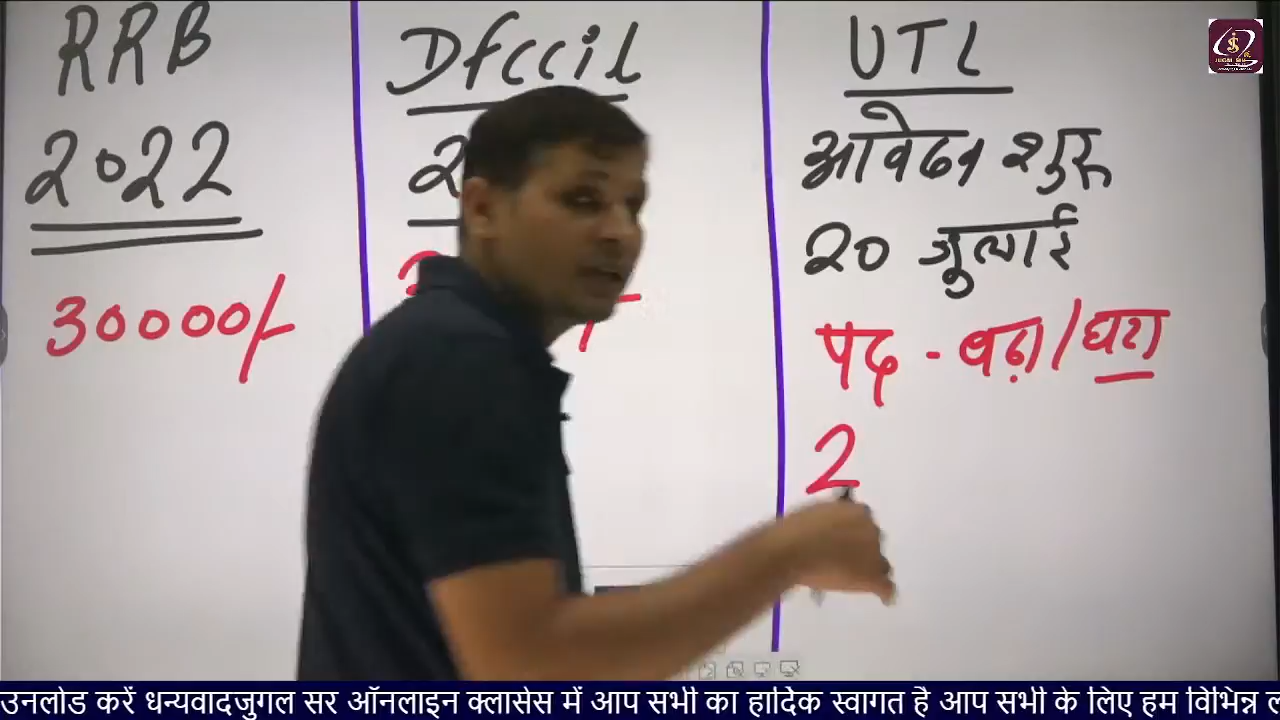 RRB
2022
30000/-
Dfccil
2
UTL
आवेदन शुरू
20 जुलाई
पद - बढ़ा/घटा
2
उनलोड करें धन्यवादजुगल सर ऑनलाइन क्लासेस में आप सभी का हार्दिक स्वागत है आप सभी के लिए हम विभिन्न